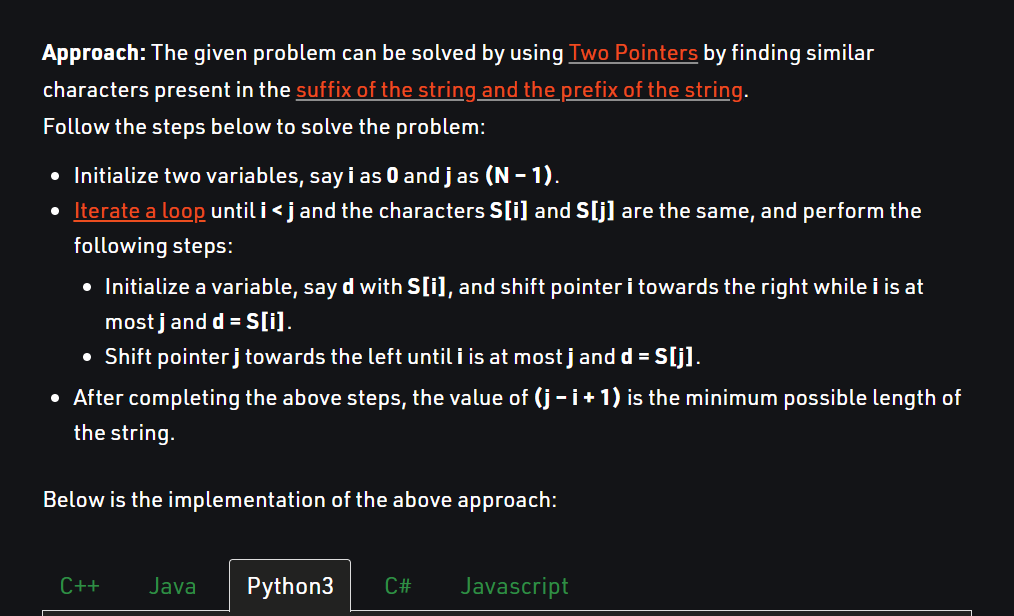 Approach: The given problem can be solved by using Two Pointers by finding similar
characters present in the suffix of the string and the prefix of the string.
Follow the steps below to solve the problem:
• Initialize two variables, say i as 0 and j as (N – 1).
• Iterate a loop until i < j and the characters S[i] and S[j] are the same, and perform the
following steps:
• Initialize a variable, say d with S[i], and shift pointer i towards the right while i is at
most j and d = S[i].
• Shift pointer j towards the left until i is at most j and d = S[j].
• After completing the above steps, the value of (j – i + 1) is the minimum possible length of
the string.
Below is the implementation of the above approach:
C++ Java Python3 C# Javascript